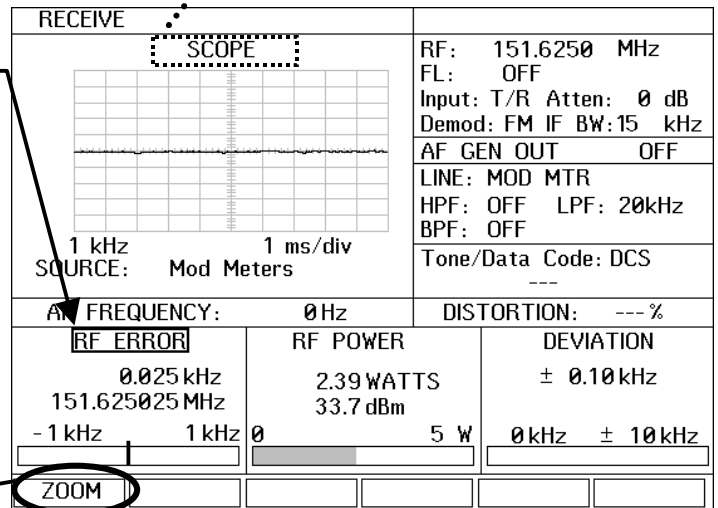 RECEIVE
SCOPE
1 kHz 1 ms/div
SOURCE: Mod Meters
RF: 151.6250 MHz
FL: OFF
Input: T/R Atten: 0 dB
Demod: FM IF BW:15 kHz
AF GEN OUT OFF
LINE: MOD MTR
HPF: OFF LPF: 20kHz
BPF: OFF
Tone/Data Code: DCS
---
AF FREQUENCY: 0 Hz DISTORTION: --- %
RF ERROR
0.025 kHz
151.625025 MHz
-1 kHz 1 kHz
RF POWER
2.39 WATTS
33.7 dBm
0 5 W
DEVIATION
± 0.10 kHz
0 kHz ± 10 kHz
ZOOM